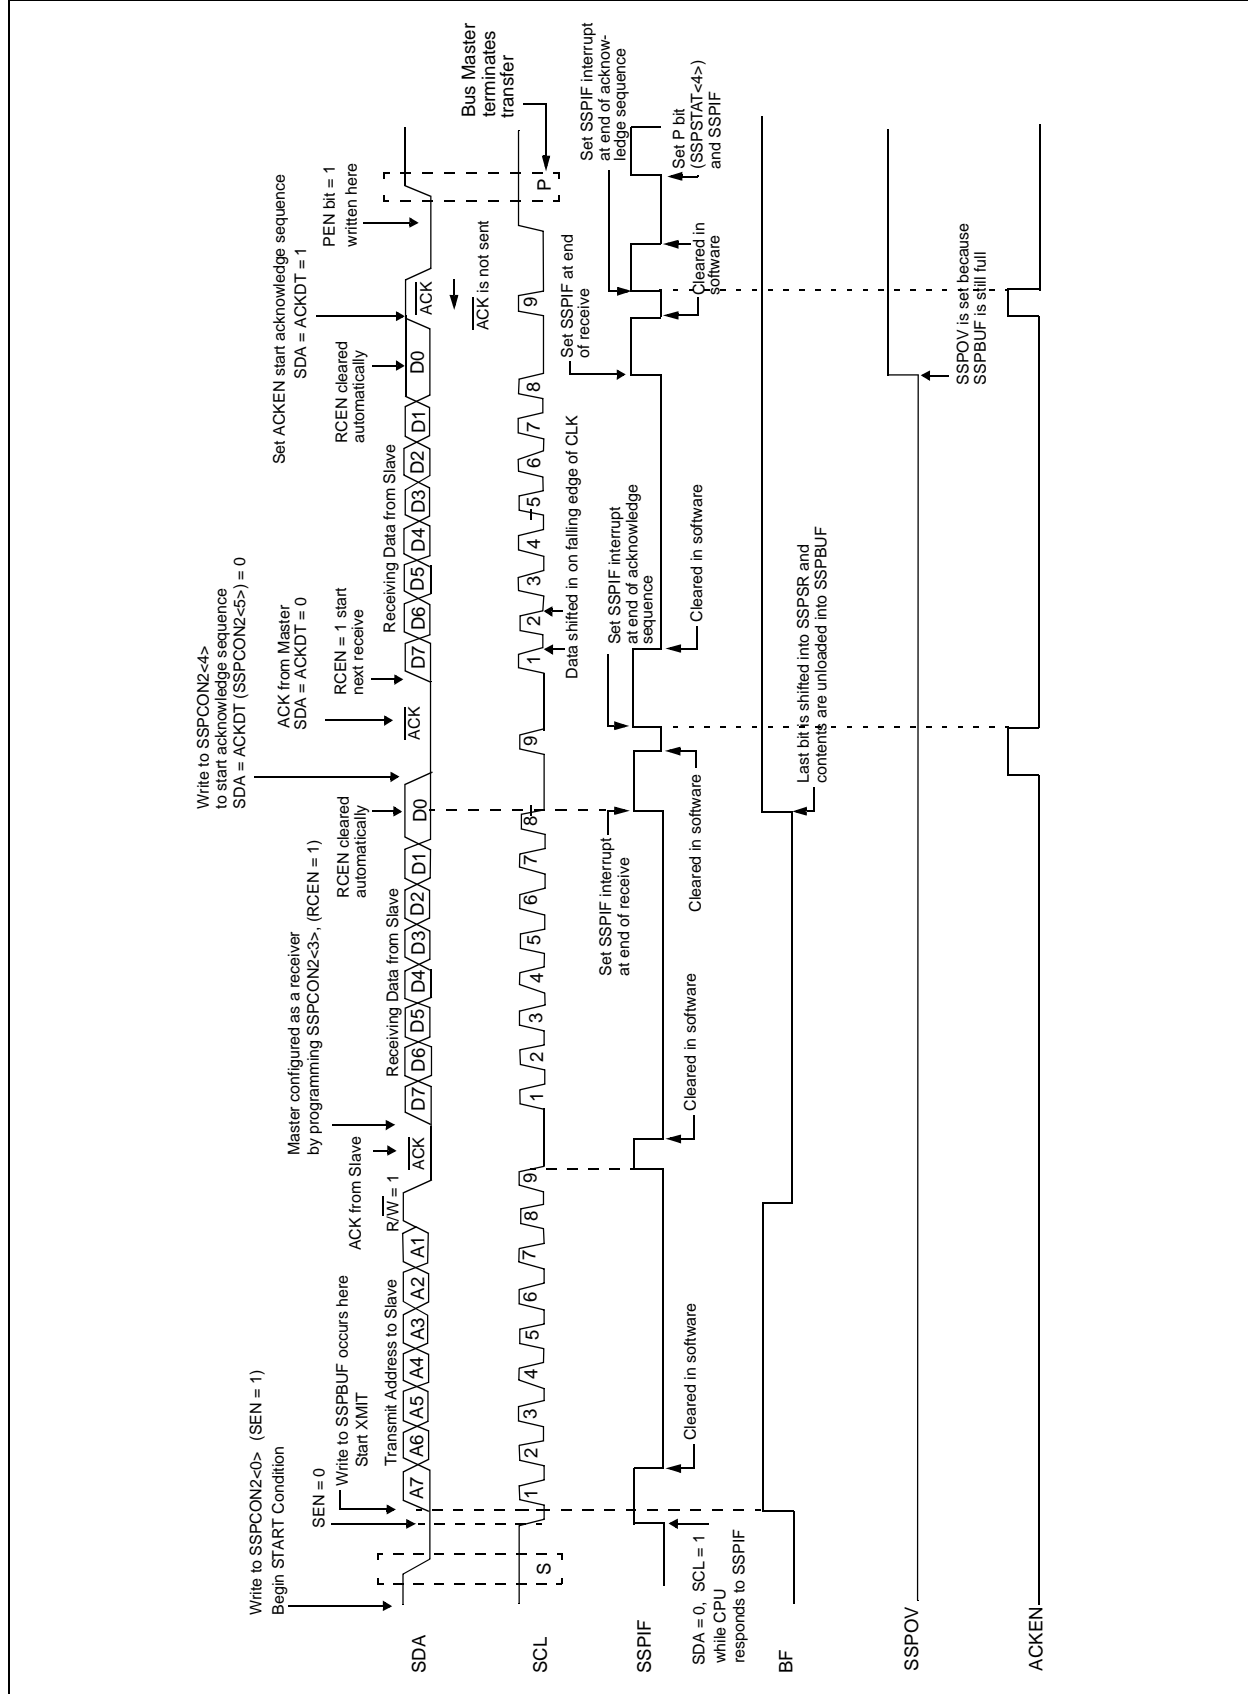 Write to SSPCON2<0> (SEN = 1)
Begin START Condition
SEN = 0
Write to SSPBUF occurs here
Start XMIT
Transmit Address to Slave
R/W = 1
ACK from Slave
Master configured as a receiver
by programming SSPCON2<3>, (RCEN = 1)
Receiving Data from Slave
RCEN cleared
automatically
Write to SSPCON2<4>
to start acknowledge sequence
SDA = ACKDT (SSPCON2<5>) = 0
ACK from Master
SDA = ACKDT = 0
RCEN = 1 start
next receive
Receiving Data from Slave
RCEN cleared
automatically
Set ACKEN start acknowledge sequence
SDA = ACKDT = 1
PEN bit = 1
written here
SDA
A7 A6 A5 A4 A3 A2 A1
ACK
D7 D6 D5 D4 D3 D2 D1 D0
ACK
D7 D6 D5 D4 D3 D2 D1 D0
ACK
ACK is not sent
Bus Master
terminates
transfer
SCL
S
1 2 3 4 5 6 7 8 9
1 2 3 4 5 6 7 8 9
1 2 3 4 5 6 7 8 9
P
Data shifted in on falling edge of CLK
SSPIF
SDA = 0, SCL = 1
while CPU
responds to SSPIF
Cleared in software
Cleared in software
Set SSPIF interrupt
at end of receive
Cleared in software
Set SSPIF interrupt
at end of acknowledge
sequence
Cleared in software
Set SSPIF at end
of receive
Cleared in
software
Set SSPIF interrupt
at end of acknow-
ledge sequence
Set P bit
(SSPSTAT<4>)
and SSPIF
BF
Last bit is shifted into SSPSR and
contents are unloaded into SSPBUF
SSPOV
SSPOV is set because
SSPBUF is still full
ACKEN